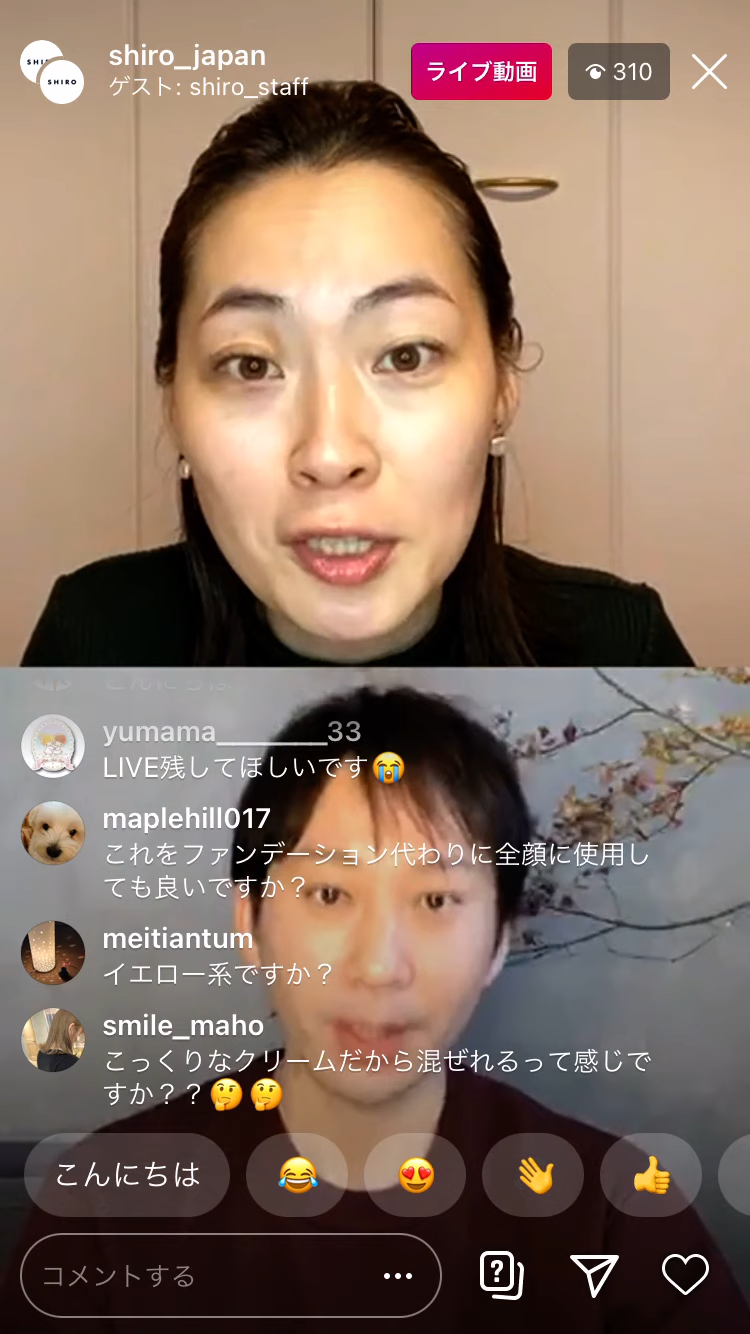 SHIRO
shiro_japan
ゲスト: shiro_staff
ライブ動画
310
yumama________33
LIVE残してほしいです😭
maplehill017
これをファンデーション代わりに全顔に使用し
ても良いですか？
meitiantum
イエロー系ですか？
smile_maho
こっくりなクリームだから混ぜれるって感じで
すか？？🤔🤔
こんにちは
😂
😍
👋
👍
コメントする